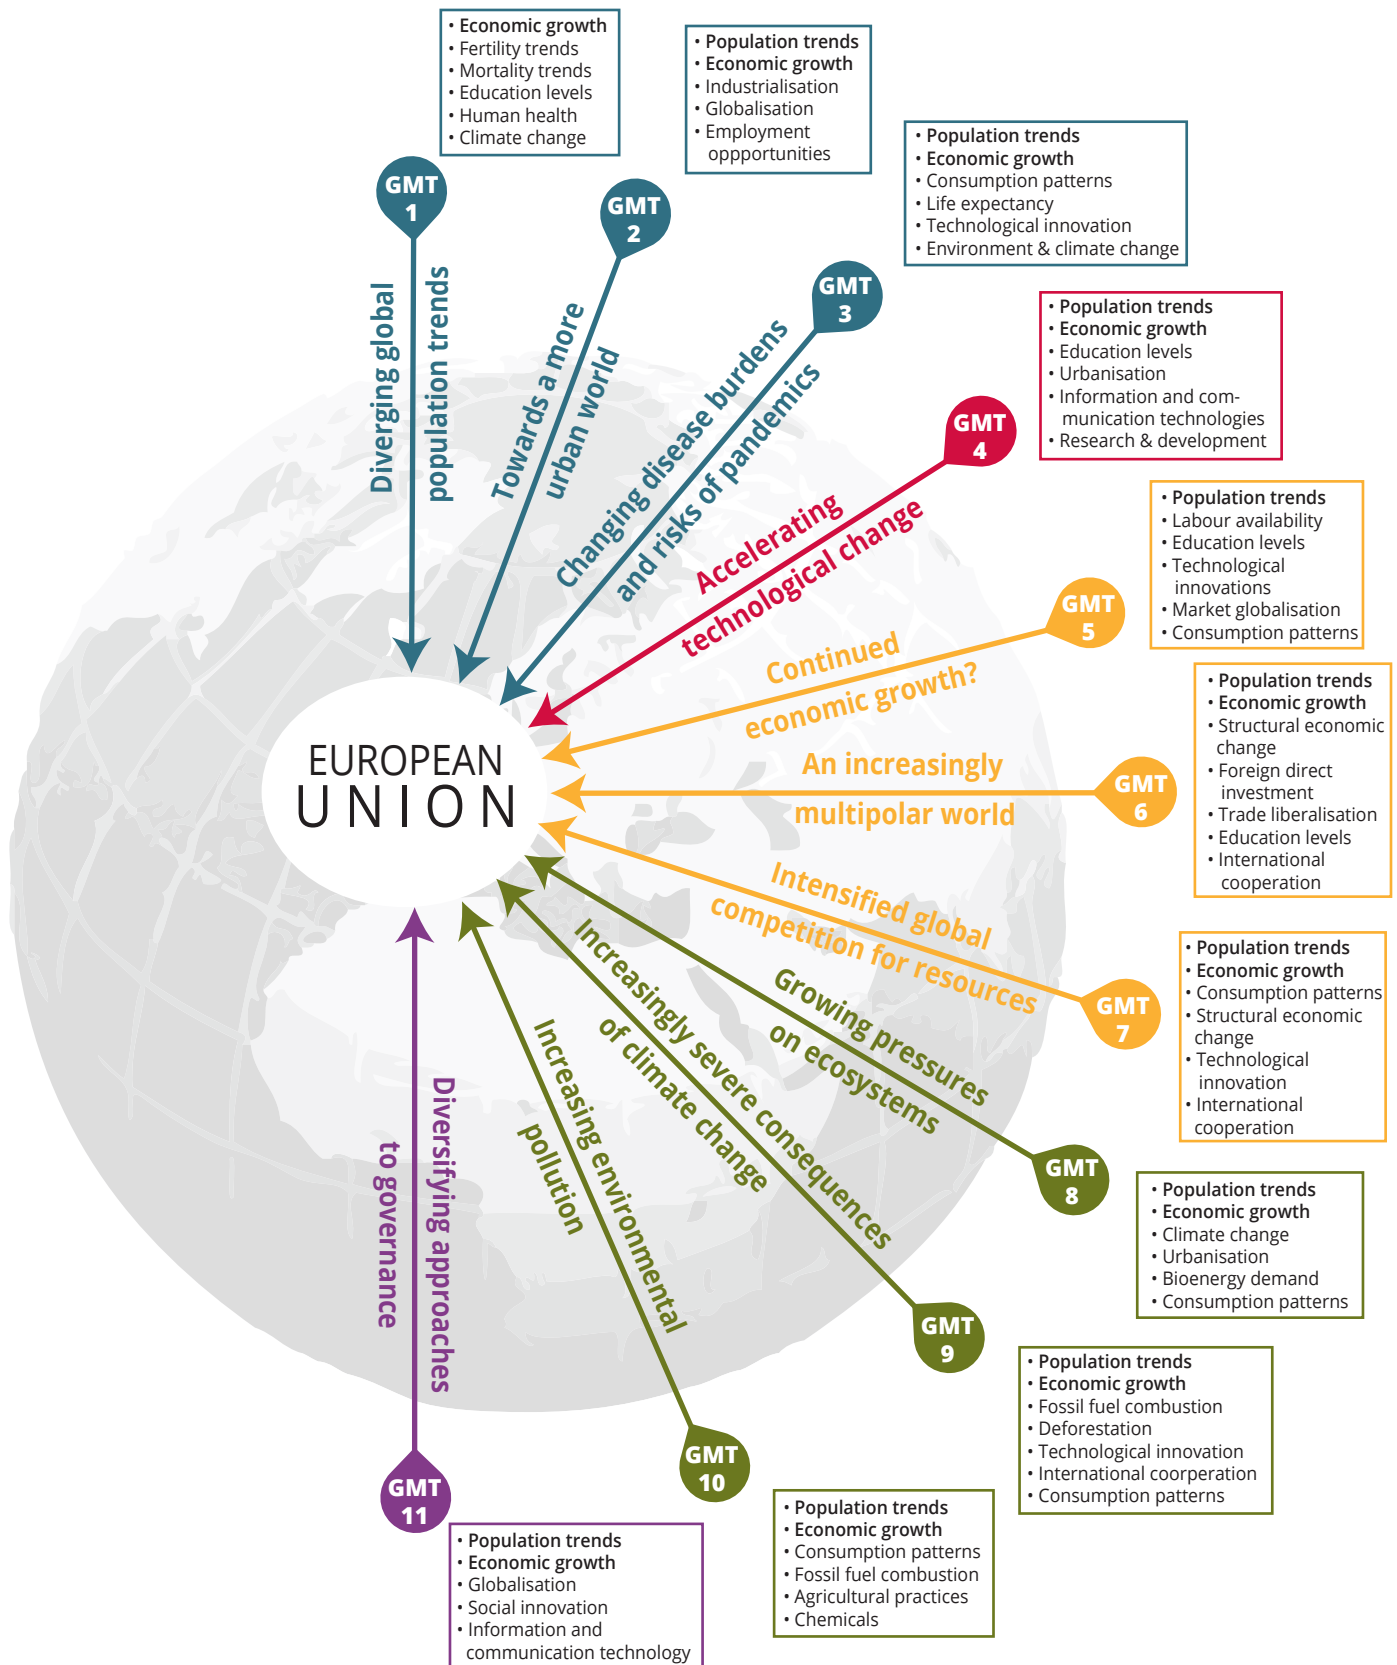 • Economic growth
• Fertility trends
• Mortality trends
• Education levels
• Human health
• Climate change
GMT
1
Diverging global
population trends
• Population trends
• Economic growth
• Industrialisation
• Globalisation
• Employment
oppportunities
GMT
2
Towards a more
urban world
• Population trends
• Economic growth
• Consumption patterns
• Life expectancy
• Technological innovation
• Environment & climate change
GMT
3
Changing disease burdens
and risks of pandemics
• Population trends
• Economic growth
• Education levels
• Urbanisation
• Information and com-
munication technologies
• Research & development
GMT
4
Accelerating
technological change
• Population trends
• Labour availability
• Education levels
• Technological
innovations
• Market globalisation
• Consumption patterns
GMT
5
Continued
economic growth?
• Population trends
• Economic growth
• Structural economic
change
• Foreign direct
investment
• Trade liberalisation
• Education levels
• International
cooperation
GMT
6
An increasingly
multipolar world
EUROPEAN
UNION
• Population trends
• Economic growth
• Consumption patterns
• Structural economic
change
• Technological
innovation
• International
cooperation
GMT
7
Intensified global
competition for resources
GMT
8
Growing pressures
on ecosystems
• Population trends
• Economic growth
• Climate change
• Urbanisation
• Bioenergy demand
• Consumption patterns
GMT
9
Increasingly severe consequences
of climate change
• Population trends
• Economic growth
• Fossil fuel combustion
• Deforestation
• Technological innovation
• International coorperation
• Consumption patterns
GMT
10
Increasing environmental
pollution
• Population trends
• Economic growth
• Consumption patterns
• Fossil fuel combustion
• Agricultural practices
• Chemicals
GMT
11
Diversifying approaches
to governance
• Population trends
• Economic growth
• Globalisation
• Social innovation
• Information and
communication technology